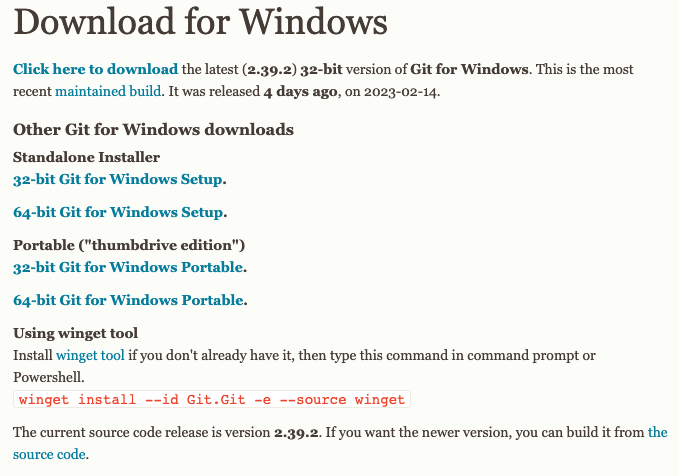 Download for Windows
Click here to download the latest (2.39.2) 32-bit version of Git for Windows. This is the most
recent maintained build. It was released 4 days ago, on 2023-02-14.
Other Git for Windows downloads
Standalone Installer
32-bit Git for Windows Setup.
64-bit Git for Windows Setup.
Portable ("thumbdrive edition")
32-bit Git for Windows Portable.
64-bit Git for Windows Portable.
Using winget tool
Install winget tool if you don't already have it, then type this command in command prompt or
Powershell.
winget install --id Git.Git -e --source winget
The current source code release is version 2.39.2. If you want the newer version, you can build it from the
source code.